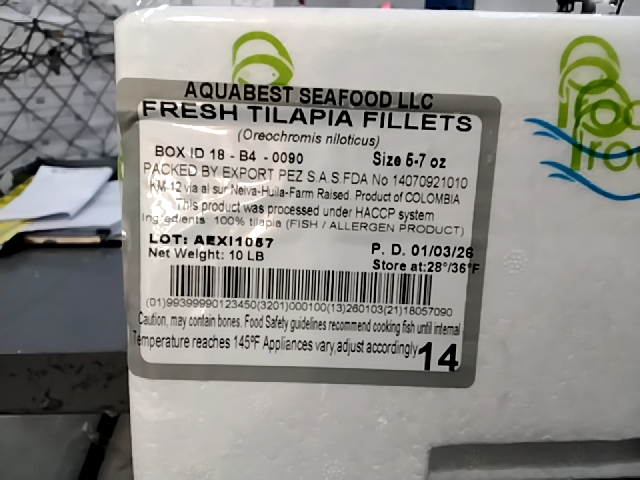 AQUABEST SEAFOOD LLC
FRESH TILAPIA FILLETS
(Oreochromis niloticus)
BOX ID 18 - B4 - 0090 Size 5-7 oz
PACKED BY EXPORT PEZ S.A.S.FDA No 14070921010
KM 12 via al sur Neiva-Huila-Farm Raised. Product of COLOMBIA
This product was processed under HACCP system
Ingredients 100% tilapia (FISH / ALLERGEN PRODUCT)
LOT: AEXI1057 P. D. 01/03/26
Net Weight: 10 LB Store at:28°/36°F
(01)99399990123450(3201)000100(13)260103(21)18057090
Caution, may contain bones. Food Safety guidelines recommend cooking fish until internal
Temperature reaches 145ºF Appliances vary,adjust accordingly
14